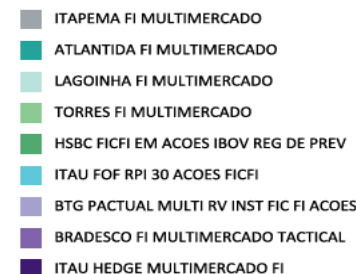 ITAPEMA FI MULTIMERCADO
ATLANTIDA FI MULTIMERCADO
LAGOINHA FI MULTIMERCADO
TORRES FI MULTIMERCADO
HSBC FICFI EM ACOES IBOV REG DE PREV
ITAU FOF RPI 30 ACOES FICFI
BTG PACTUAL MULTI RV INST FIC FI ACOES
BRADESCO FI MULTIMERCADO TACTICAL
ITAU HEDGE MULTIMERCADO FI